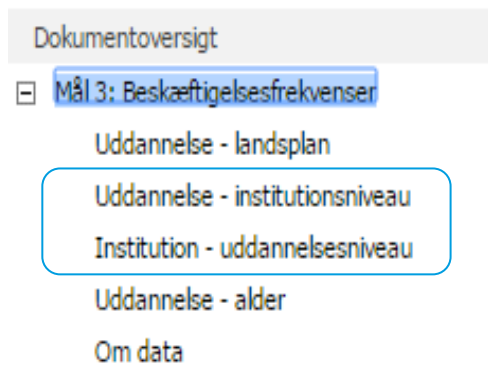 Dokumentoversigt
Mål 3: Beskæftigelsesfrekvenser
Uddannelse - landsplan
Uddannelse - institutionsniveau
Institution - uddannelsesniveau
Uddannelse - alder
Om data